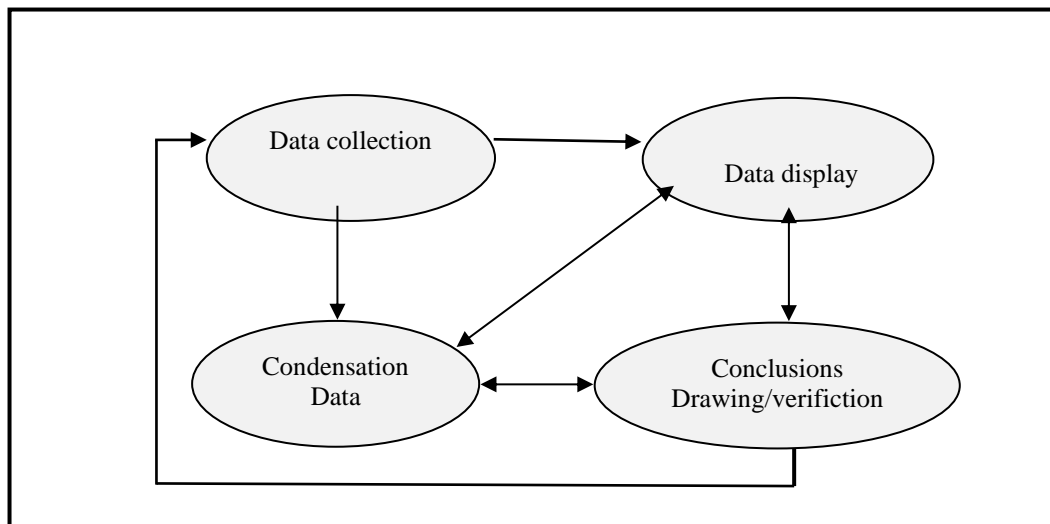 Data collection
Data display
Condensation
Data
Conclusions
Drawing/verifiction